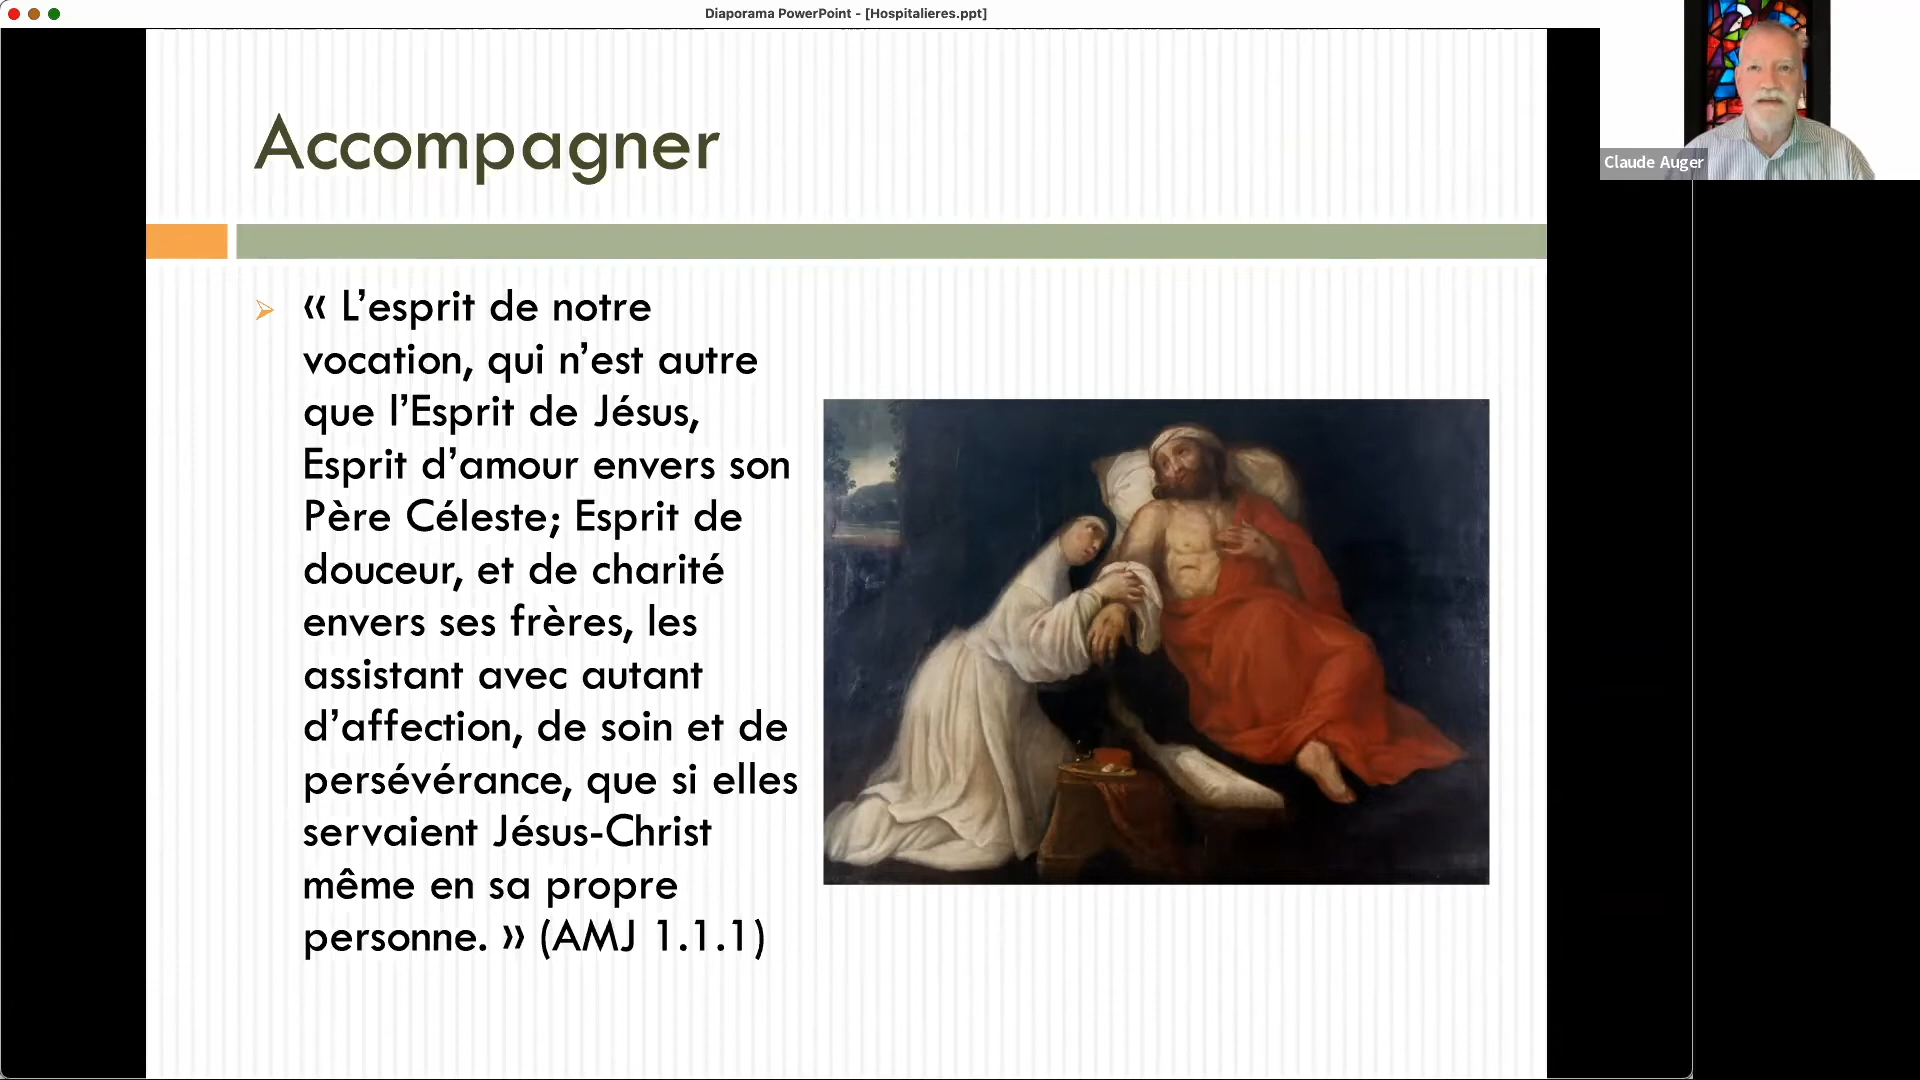 Diaporama PowerPoint - [Hospitalieres.ppt]
Claude Auger
Accompagner
« L’esprit de notre
vocation, qui n’est autre
que l’Esprit de Jésus,
Esprit d’amour envers son
Père Céleste; Esprit de
douceur, et de charité
envers ses frères, les
assistant avec autant
d’affection, de soin et de
persévérance, que si elles
servaient Jésus-Christ
même en sa propre
personne. » (AMJ 1.1.1)